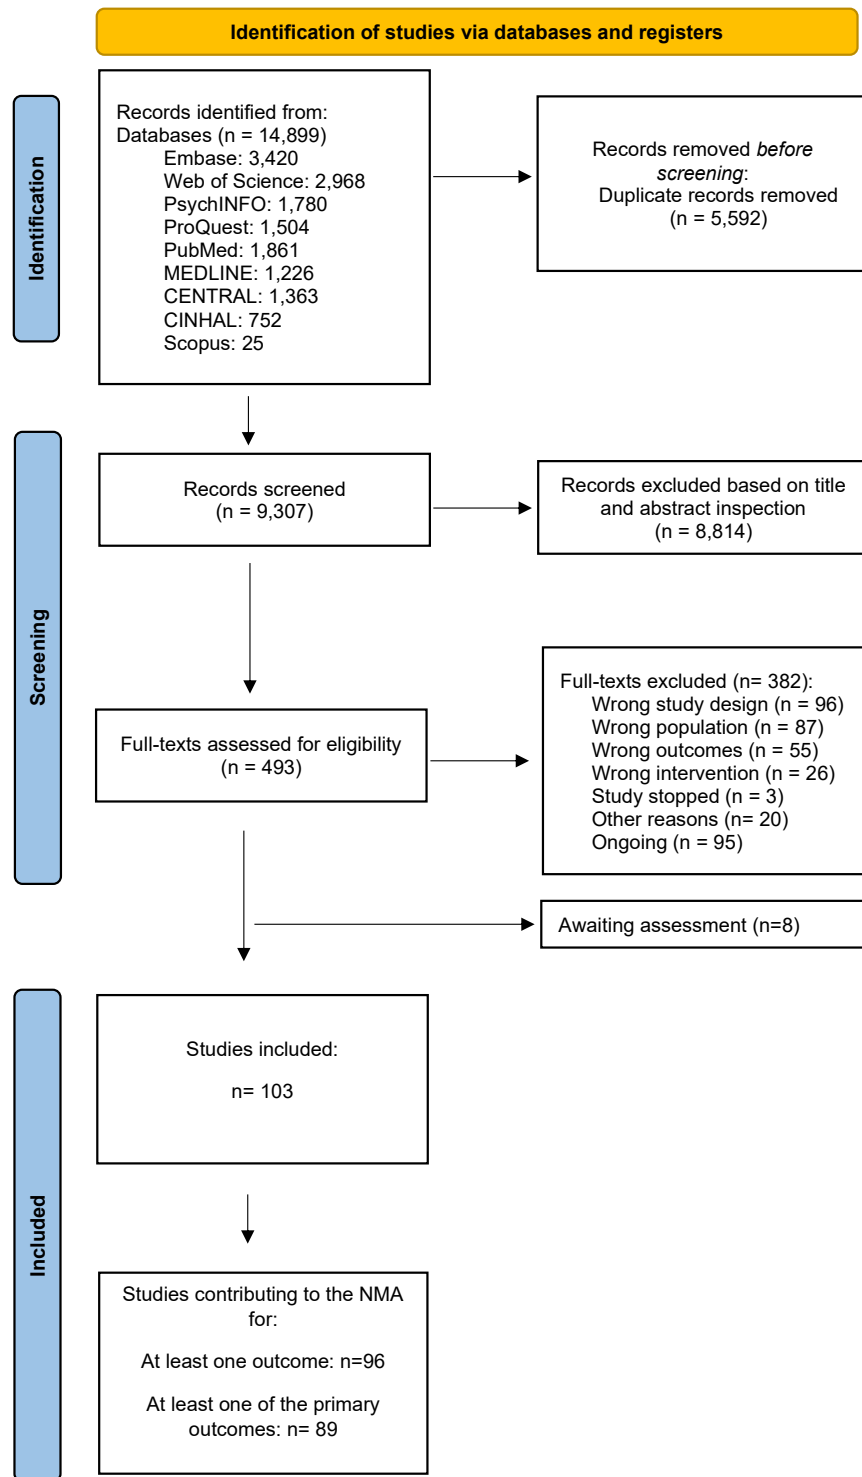 Identification of studies via databases and registers
Identification
Records identified from:
Databases (n = 14,899)
Embase: 3,420
Web of Science: 2,968
PsychINFO: 1,780
ProQuest: 1,504
PubMed: 1,861
MEDLINE: 1,226
CENTRAL: 1,363
CINHAL: 752
Scopus: 25
Records removed before
screening:
Duplicate records removed
(n = 5,592)
Screening
Records screened
(n = 9,307)
Records excluded based on title
and abstract inspection
(n = 8,814)
Full-texts assessed for eligibility
(n = 493)
Full-texts excluded (n= 382):
Wrong study design (n = 96)
Wrong population (n = 87)
Wrong outcomes (n = 55)
Wrong intervention (n = 26)
Study stopped (n = 3)
Other reasons (n= 20)
Ongoing (n = 95)
Awaiting assessment (n=8)
Included
Studies included:
n= 103
Studies contributing to the NMA
for:
At least one outcome: n=96
At least one of the primary
outcomes: n= 89